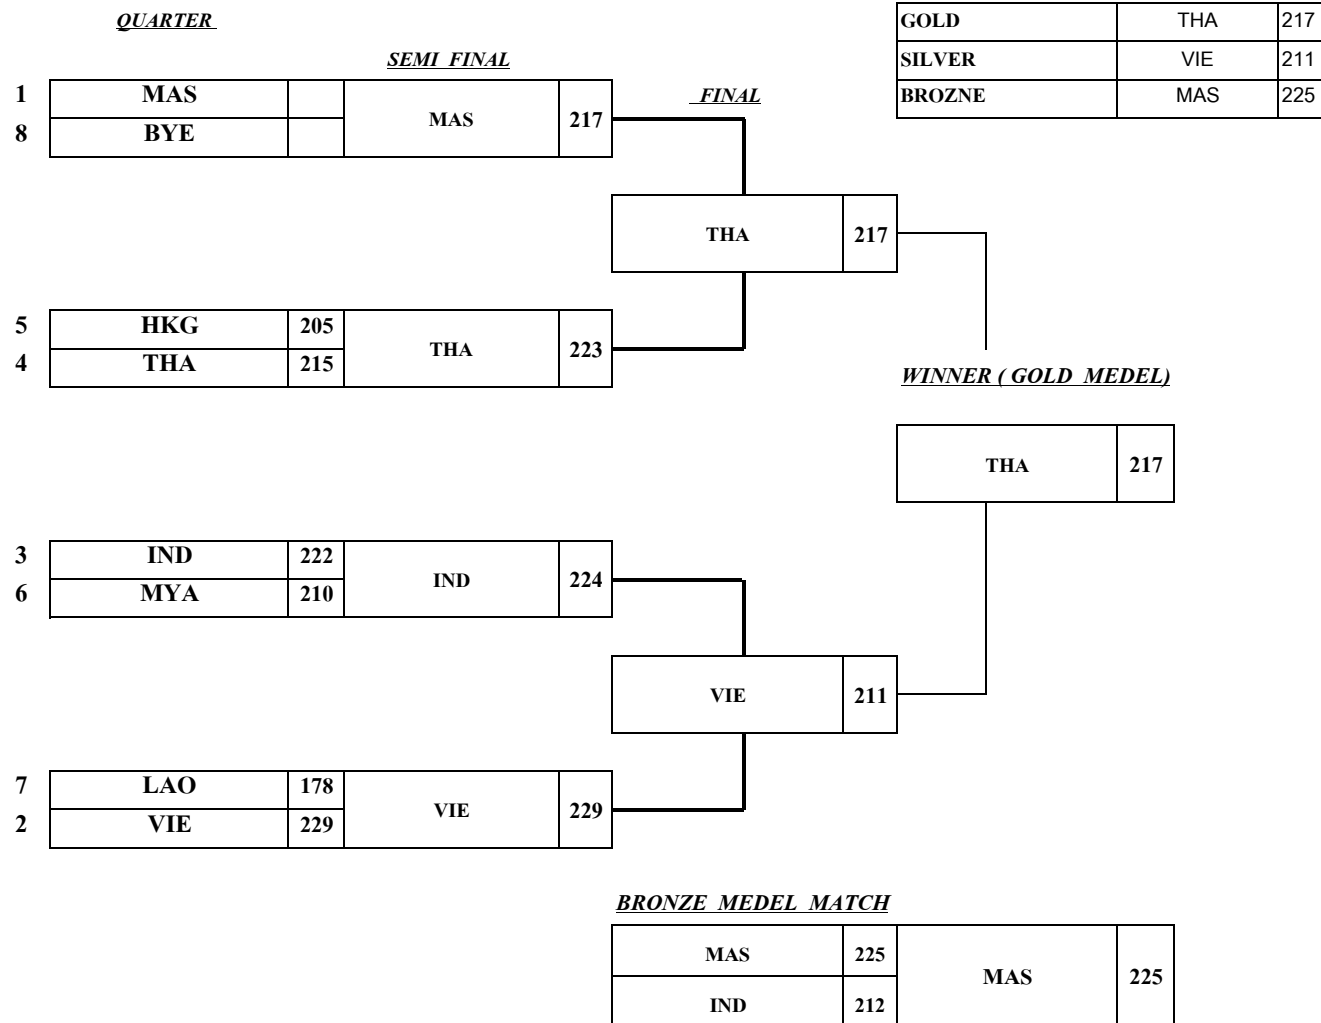 QUARTER
GOLD THA 217
SEMI FINAL
SILVER VIE 211
1 MAS
FINAL
BROZNE MAS 225
MAS 217
8 BYE
THA 217
5 HKG 205
THA 223
4 THA 215
WINNER ( GOLD MEDEL)
THA 217
3 IND 222
IND 224
6 MYA 210
VIE 211
7 LAO 178
VIE 229
2 VIE 229
BRONZE MEDEL MATCH
MAS 225
MAS 225
IND 212